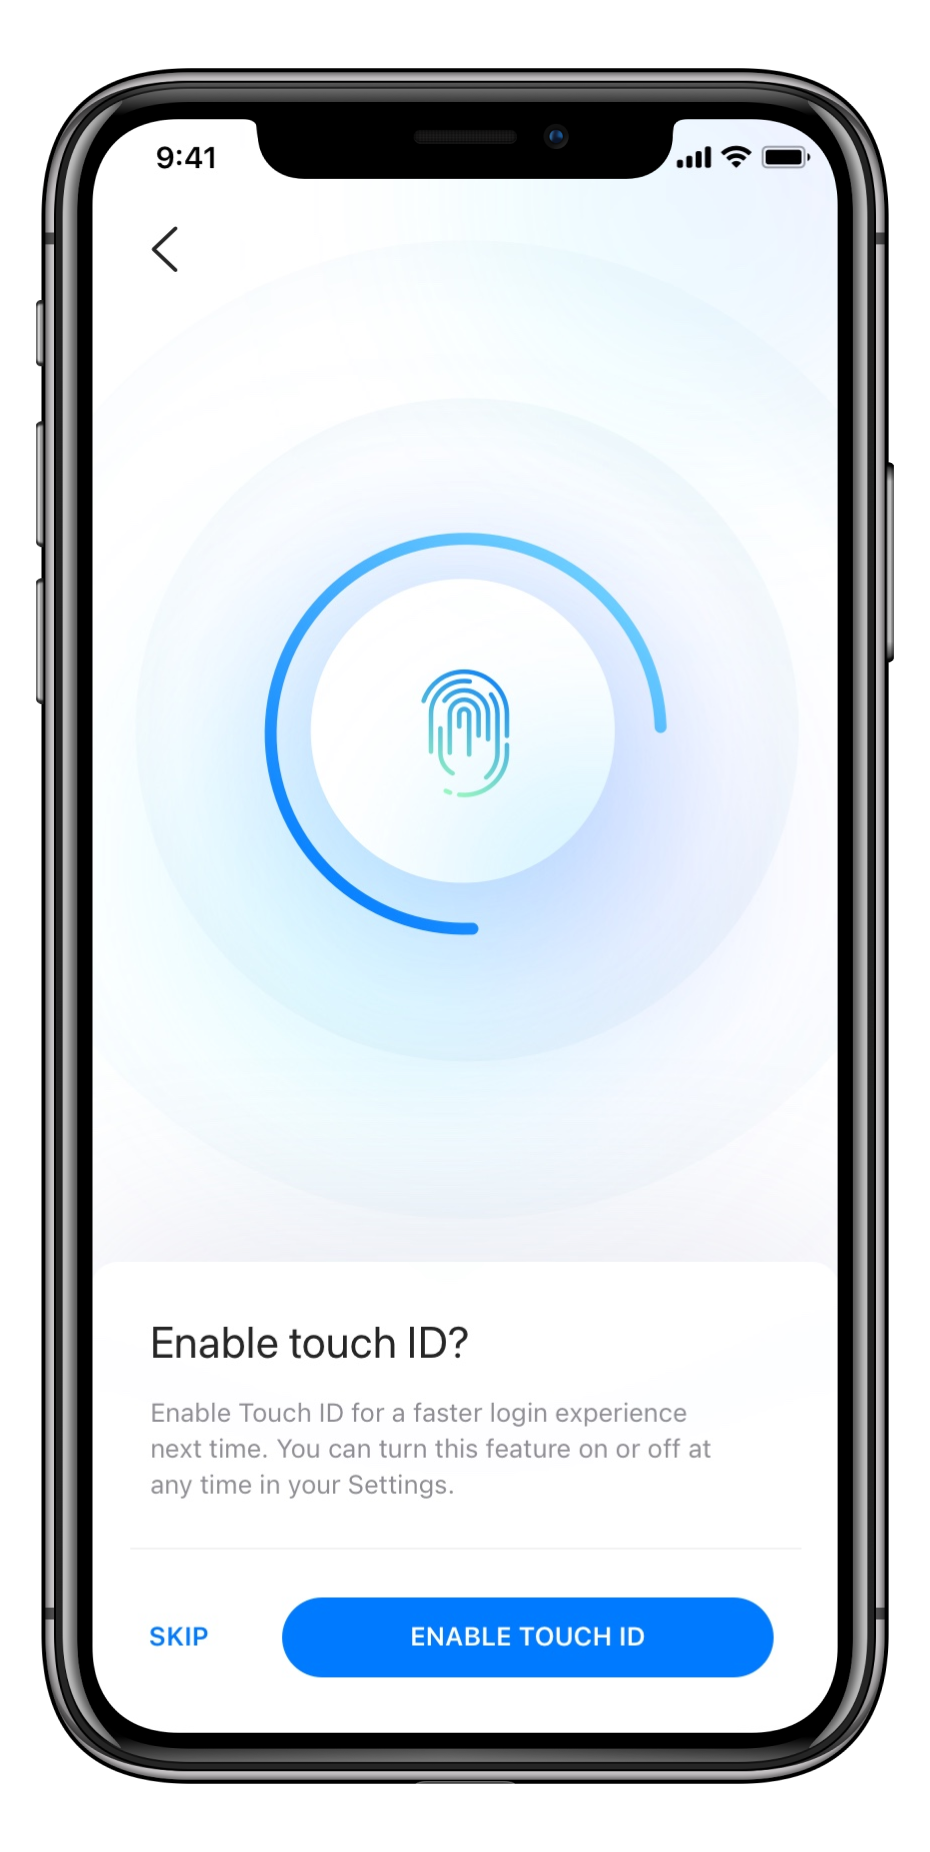 9:41
Enable touch ID?
Enable Touch ID for a faster login experience
next time. You can turn this feature on or off at
any time in your Settings.
SKIP
ENABLE TOUCH ID